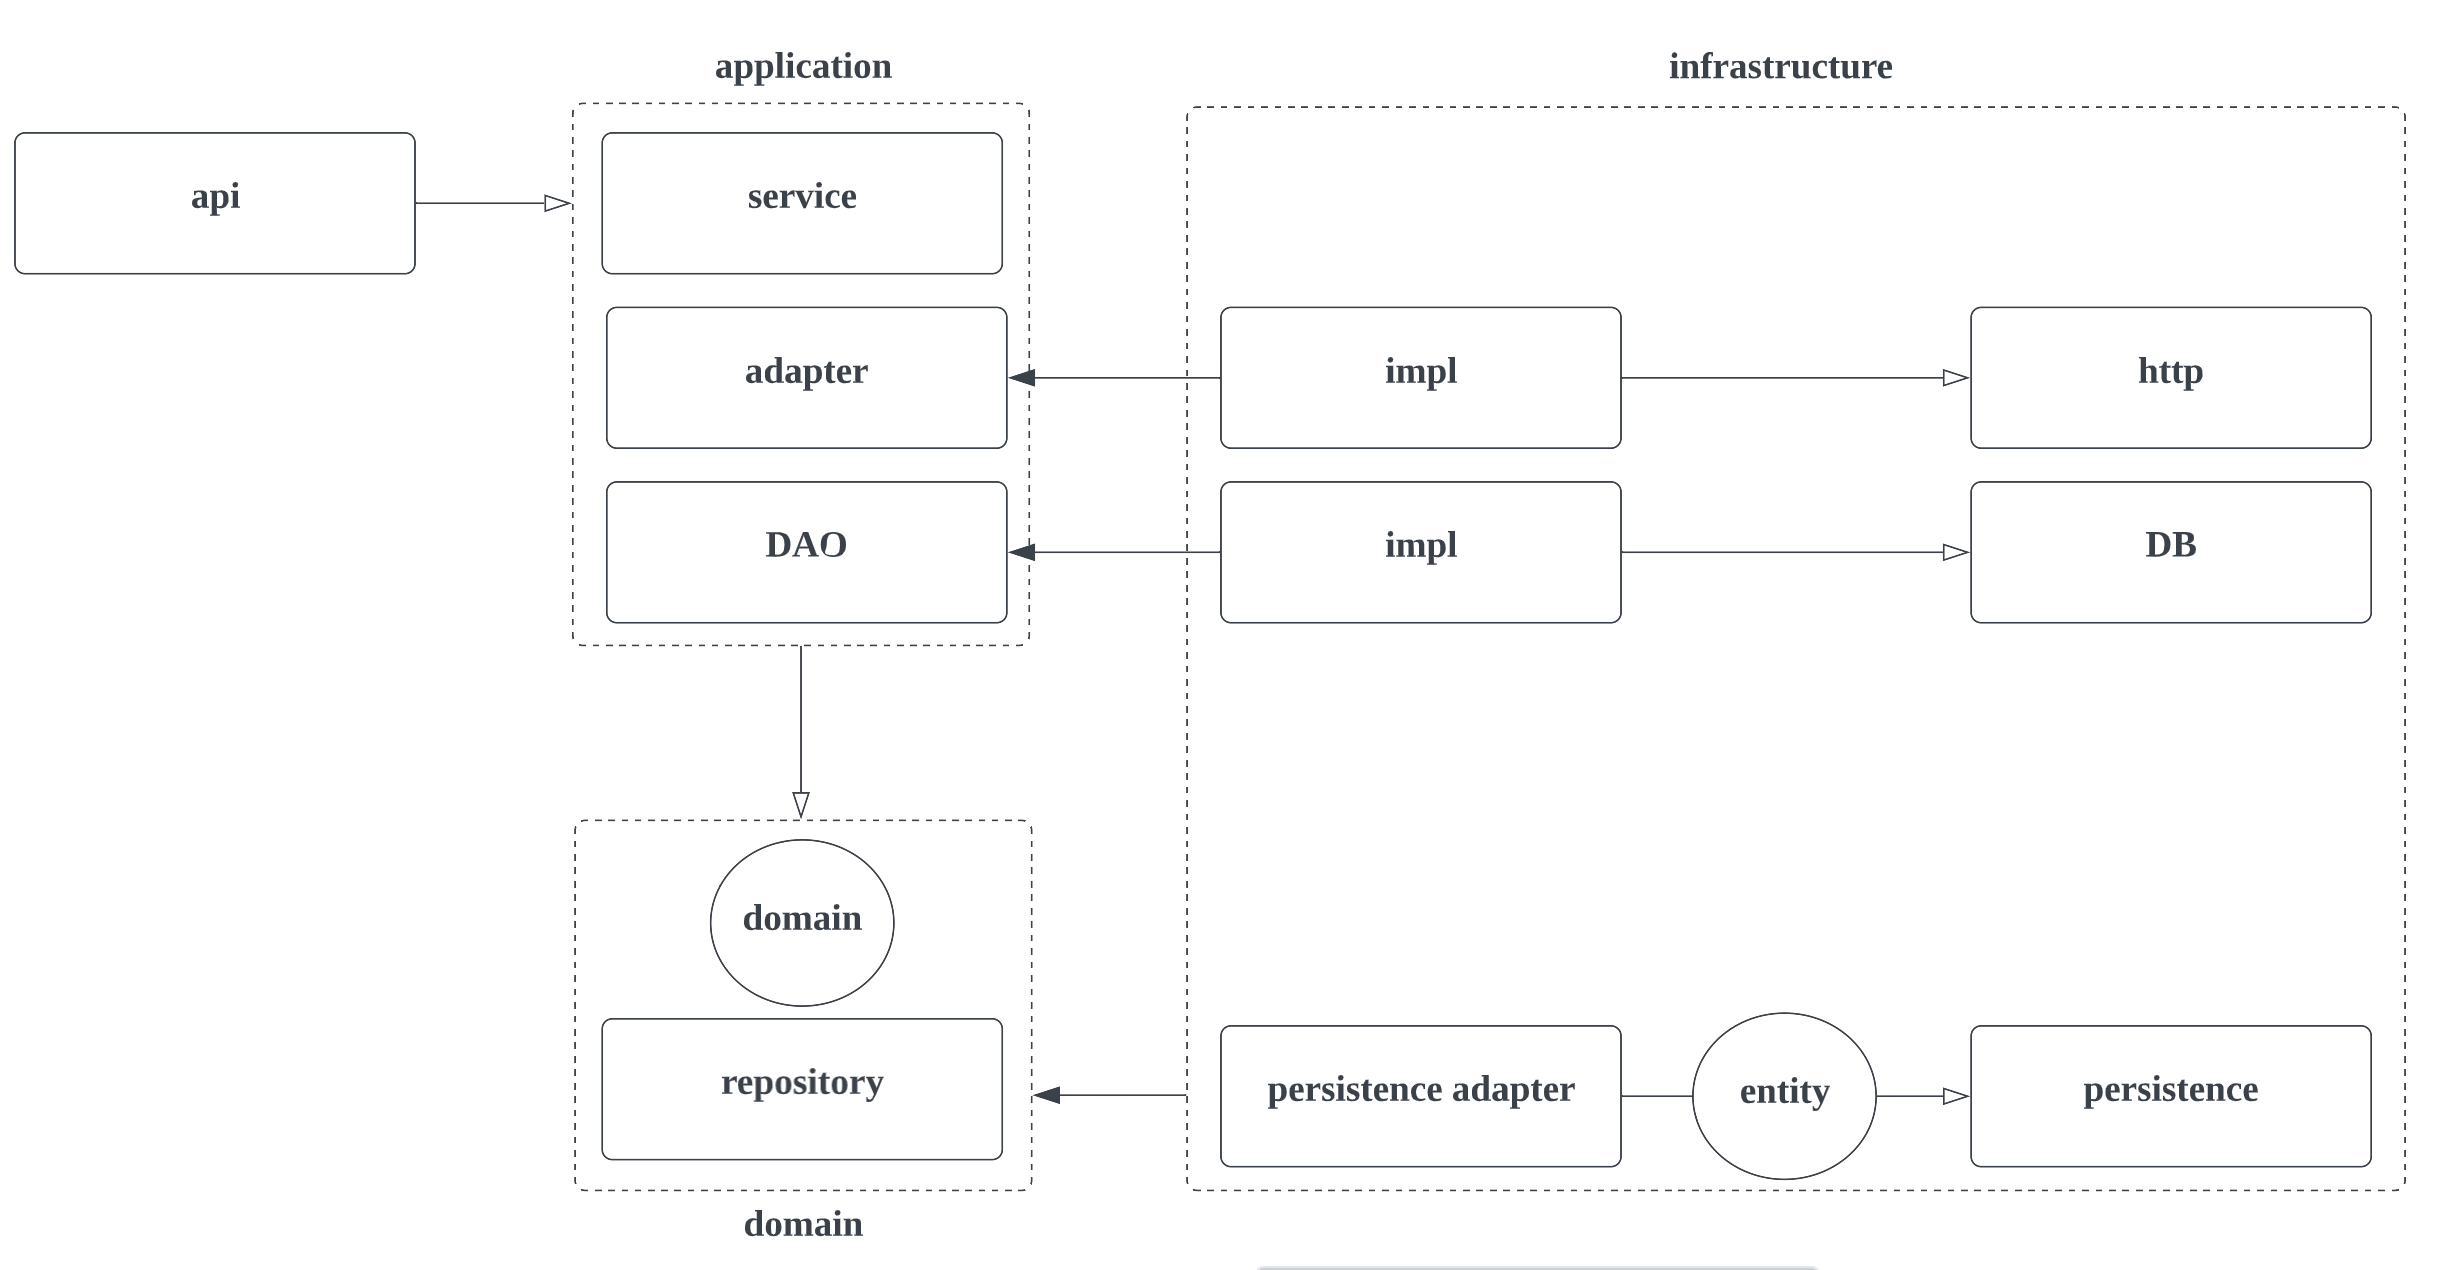 application
infrastructure
api
service
adapter
impl
http
DAO
impl
DB
domain
repository
persistence adapter
entity
persistence
domain